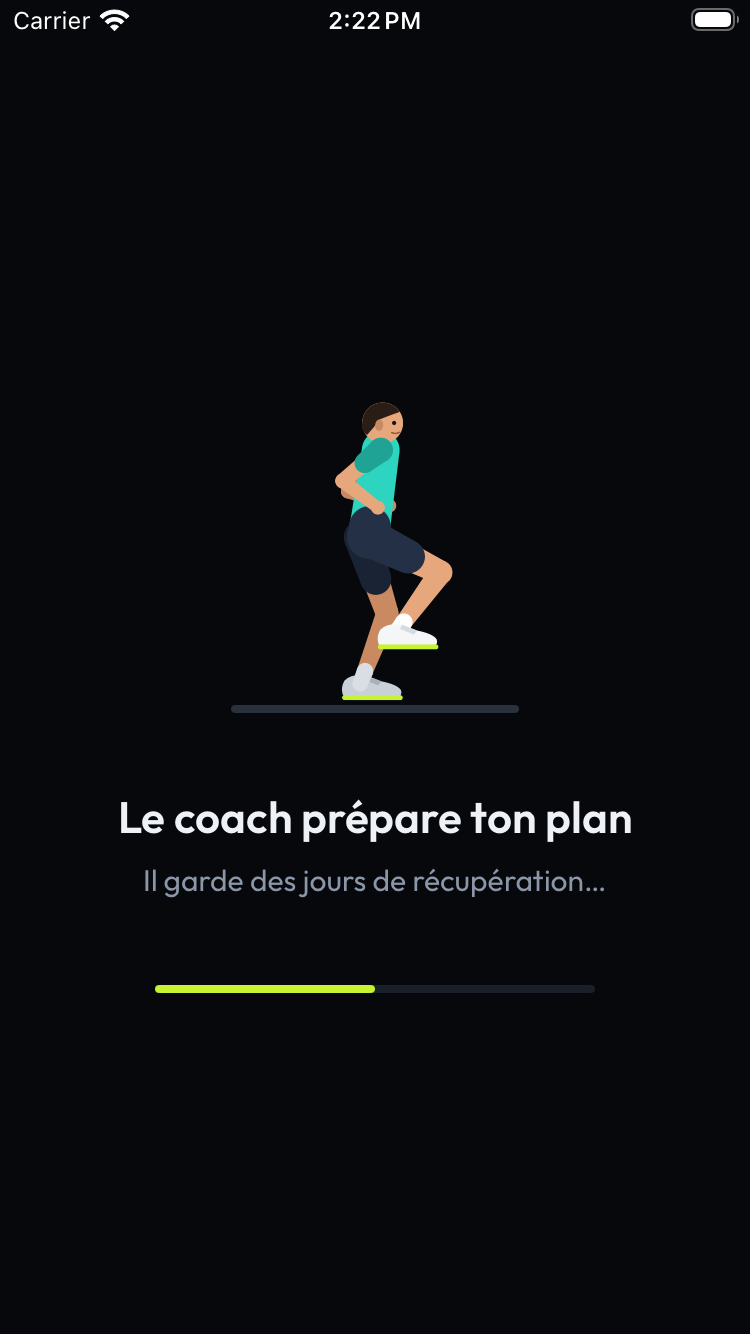 Carrier
2:22 PM
Le coach prépare ton plan
Il garde des jours de récupération…